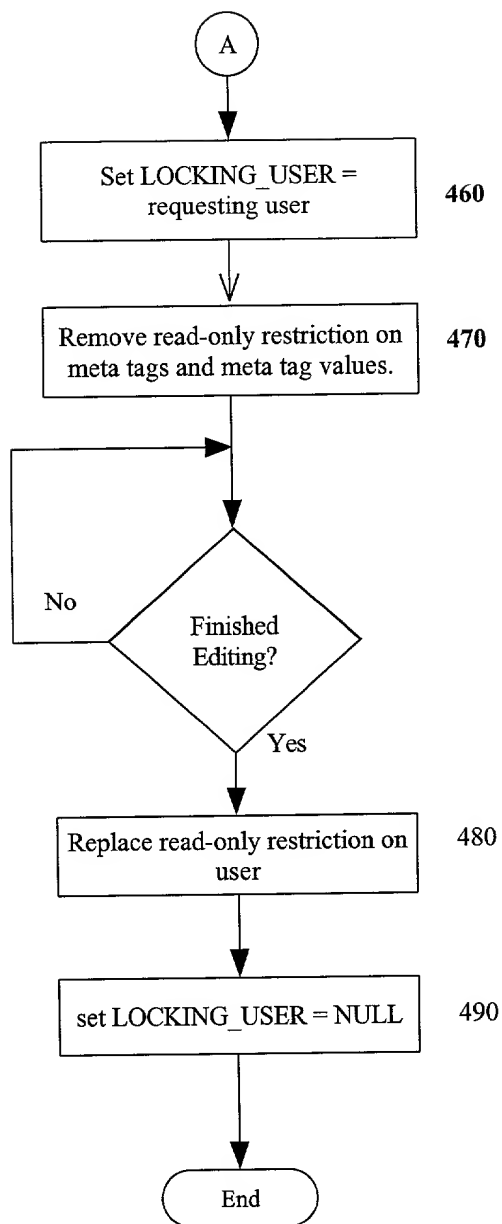 A
Set LOCKING_USER =
requesting user
460
Remove read-only restriction on
meta tags and meta tag values.
470
No
Finished
Editing?
Yes
Replace read-only restriction on
user
480
set LOCKING_USER = NULL
490
End